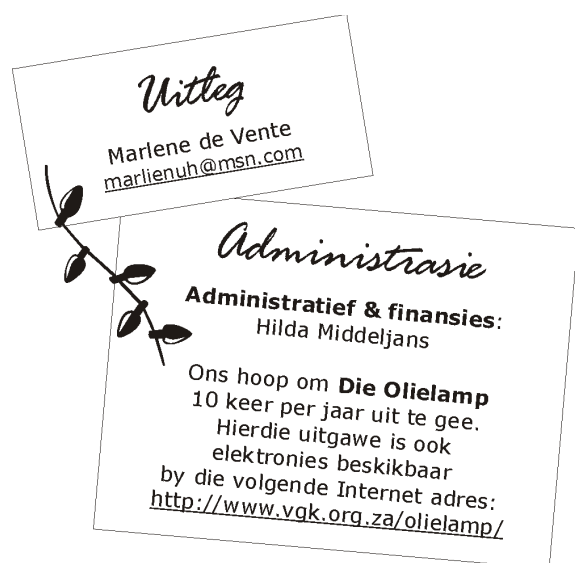 Uitleg
Marlene de Vente
marlienuh@msn.com
Administrasie
Administratief & finansies:
Hilda Middeljans
Ons hoop om Die Olielamp
10 keer per jaar uit te gee.
Hierdie uitgawe is ook
elektronies beskikbaar
by die volgende Internet adres:
http://www.vgk.org.za/olielamp/